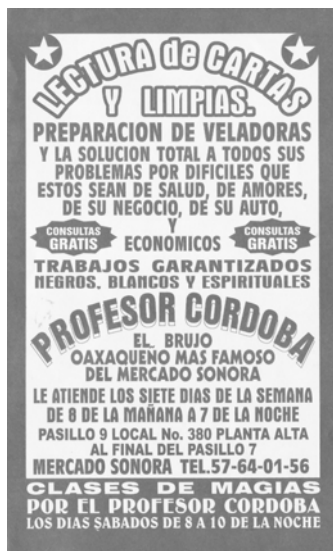 LECTURA de CARTAS
Y LIMPIAS.
PREPARACION DE VELADORAS
Y LA SOLUCION TOTAL A TODOS SUS
PROBLEMAS POR DIFICILES QUE
ESTOS SEAN DE SALUD, DE AMORES,
DE SU NEGOCIO, DE SU AUTO,
CONSULTAS GRATIS
Y
ECONOMICOS
CONSULTAS GRATIS
TRABAJOS GARANTIZADOS
NEGROS, BLANCOS Y ESPIRITUALES
PROFESOR CORDOBA
EL BRUJO
OAXAQUEÑO MAS FAMOSO
DEL MERCADO SONORA
LE ATIENDE LOS SIETE DIAS DE LA SEMANA
DE 8 DE LA MAÑANA A 7 DE LA NOCHE
PASILLO 9 LOCAL No. 380 PLANTA ALTA
AL FINAL DEL PASILLO 7
MERCADO SONORA TEL.57-64-01-56
CLASES DE MAGIAS
POR EL PROFESOR CORDOBA
LOS DIAS SABADOS DE 8 A 10 DE LA NOCHE